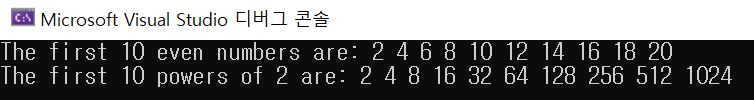 Microsoft Visual Studio 디버그 콘솔
The first 10 even numbers are: 2 4 6 8 10 12 14 16 18 20
The first 10 powers of 2 are: 2 4 8 16 32 64 128 256 512 1024